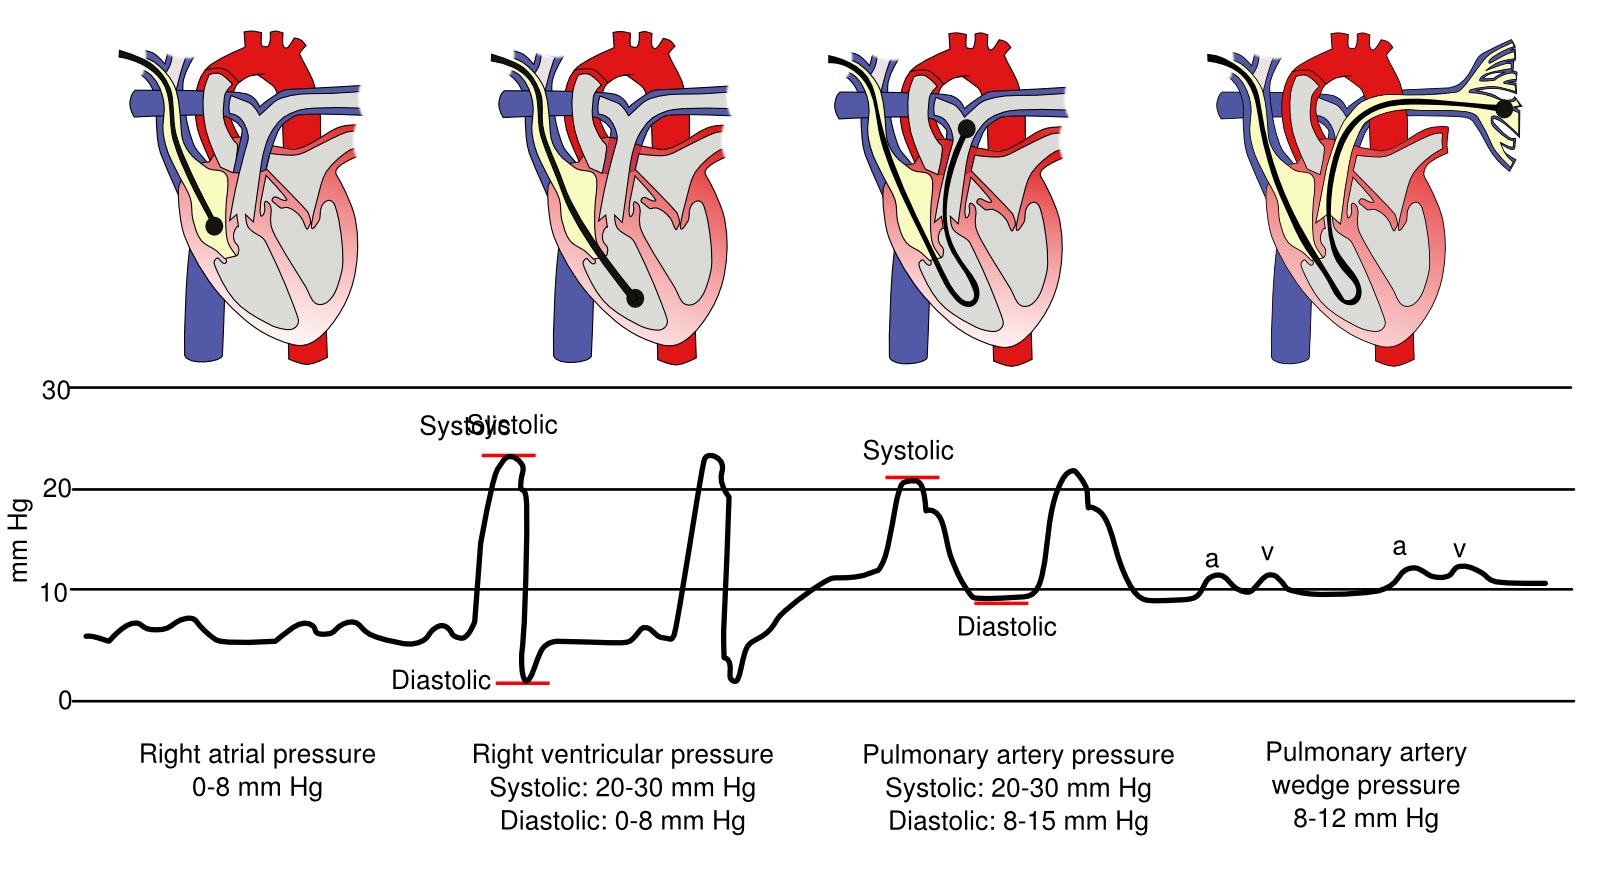 30
Systolic
Systolic
Systolic
20
mm Hg
a
v
a
v
10
Diastolic
Diastolic
0
Right atrial pressure
0-8 mm Hg
Right ventricular pressure
Systolic: 20-30 mm Hg
Diastolic: 0-8 mm Hg
Pulmonary artery pressure
Systolic: 20-30 mm Hg
Diastolic: 8-15 mm Hg
Pulmonary artery
wedge pressure
8-12 mm Hg